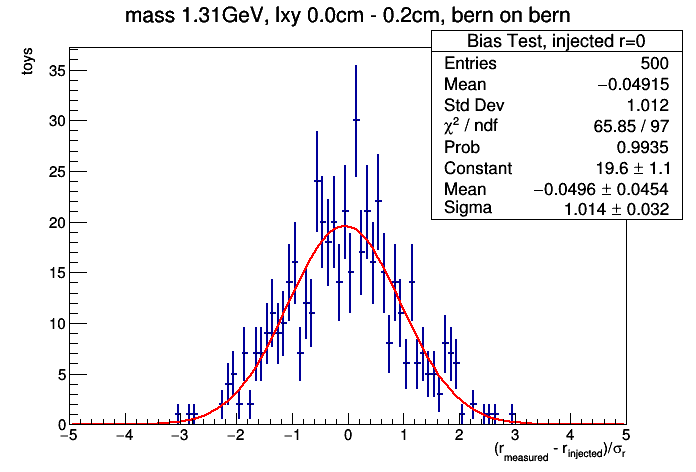 mass 1.31GeV, lxy 0.0cm - 0.2cm, bern on bern
toys
Bias Test, injected r=0
Entries 500
Mean −0.04915
Std Dev 1.012
χ² / ndf 65.85 / 97
Prob 0.9935
Constant 19.6 ± 1.1
Mean −0.0496 ± 0.0454
Sigma 1.014 ± 0.032
35
30
25
20
15
10
5
0
−5 −4 −3 −2 −1 0 1 2 3 4 5
(r_measured - r_injected)/σ_r